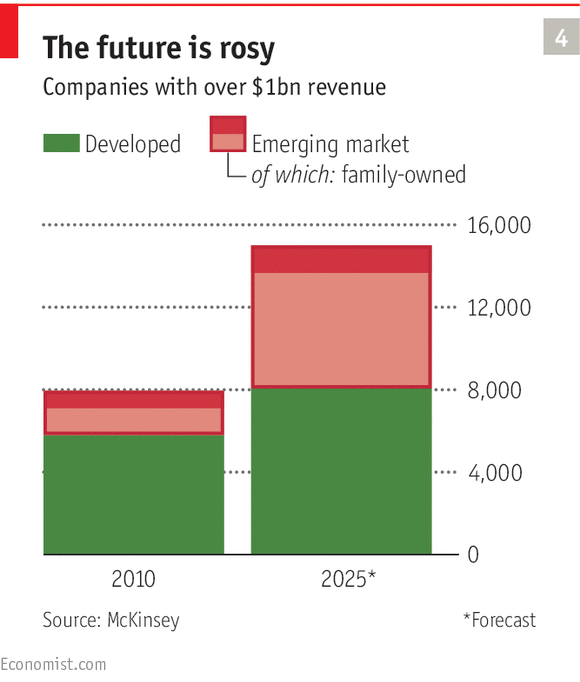 The future is rosy
4
Companies with over $1bn revenue
Developed
Emerging market
of which: family-owned
16,000
12,000
8,000
4,000
0
2010
2025*
Source: McKinsey
*Forecast
Economist.com